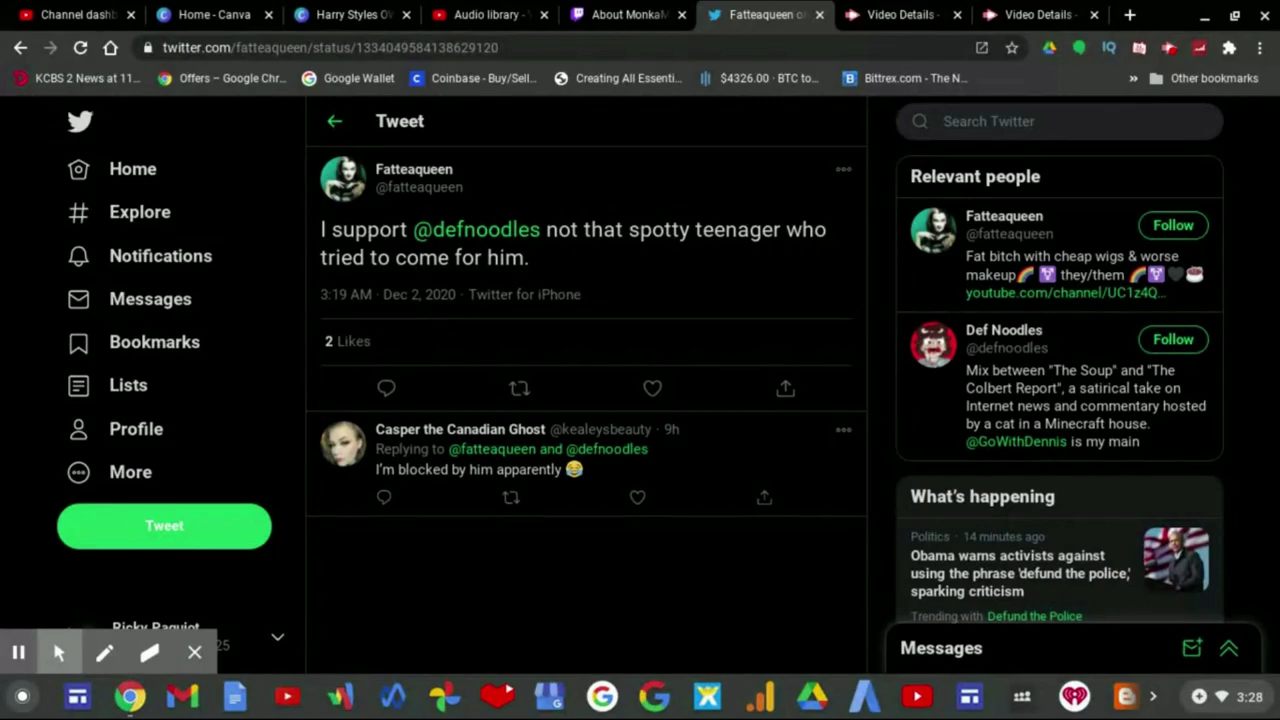 Channel dashb
Home - Canva
Harry Styles O
Audio library -
About MonkaM
Fatteaqueen o
Video Details -
Video Details -
twitter.com/fatteaqueen/status/1334049584138629120
KCBS 2 News at 11...
Offers – Google Chr...
Google Wallet
Coinbase - Buy/Sell...
Creating All Essenti...
$4326.00 · BTC to...
Bittrex.com - The N...
Other bookmarks
Home
Explore
Notifications
Messages
Bookmarks
Lists
Profile
More
Tweet
Ricky Paquiot
25
Tweet
Fatteaqueen
@fatteaqueen
I support @defnoodles not that spotty teenager who
tried to come for him.
3:19 AM · Dec 2, 2020 · Twitter for iPhone
2 Likes
Casper the Canadian Ghost @kealeysbeauty · 9h
Replying to @fatteaqueen and @defnoodles
I'm blocked by him apparently 😂
Search Twitter
Relevant people
Fatteaqueen
@fatteaqueen
Follow
Fat bitch with cheap wigs & worse
makeup🌈 ⚧ they/them 🌈⚧🖤☕
youtube.com/channel/UC1z4Q...
Def Noodles
@defnoodles
Follow
Mix between "The Soup" and "The
Colbert Report", a satirical take on
Internet news and commentary hosted
by a cat in a Minecraft house.
@GoWithDennis is my main
What's happening
Politics · 14 minutes ago
Obama warns activists against
using the phrase 'defund the police,'
sparking criticism
Trending with Defund the Police
Messages
3:28